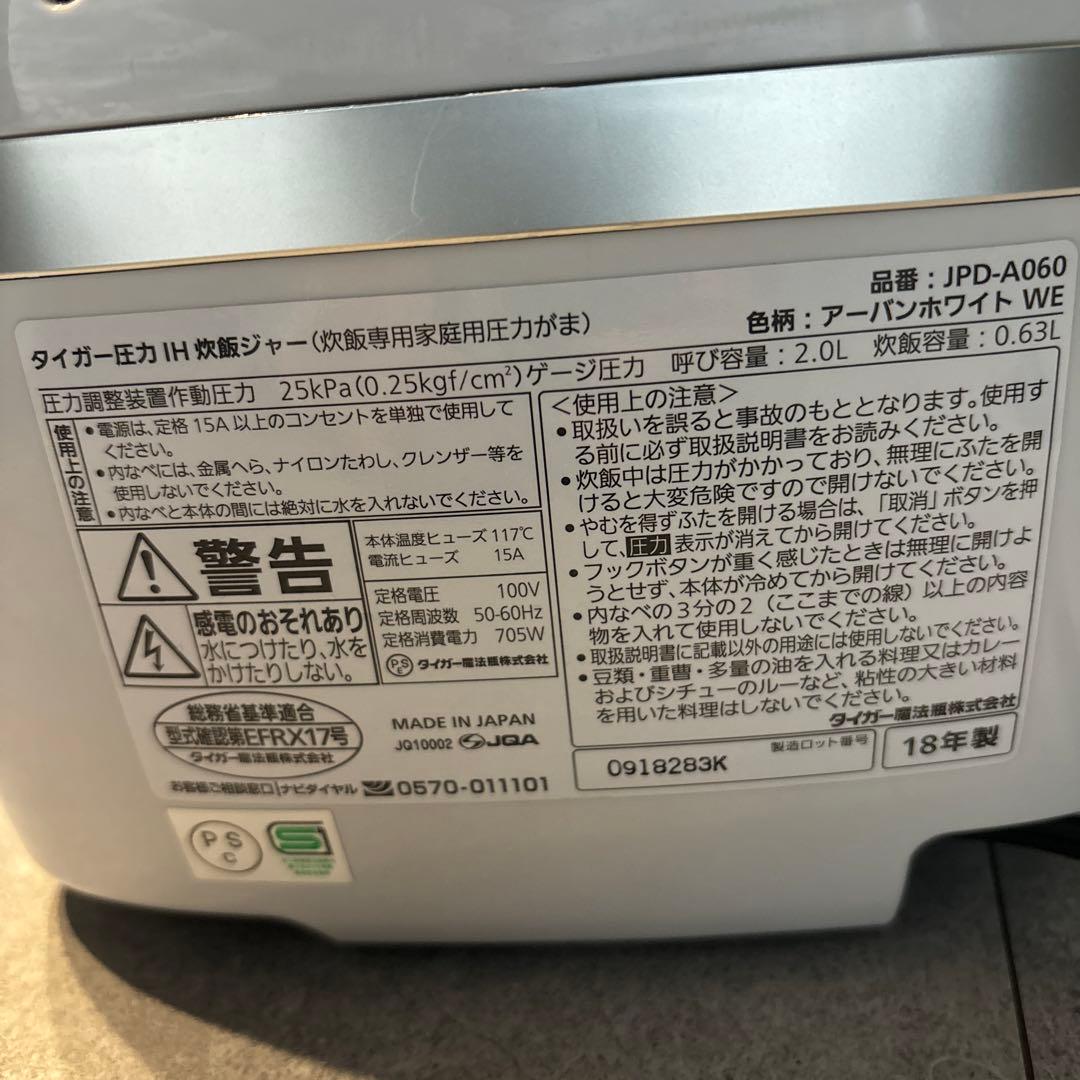 品番：JPD-A060
色柄：アーバンホワイト WE
タイガー圧力IH炊飯ジャー（炊飯専用家庭用圧力がま）
圧力調整装置作動圧力 25kPa（0.25kgf/cm²）ゲージ圧力 呼び容量：2.0L 炊飯容量：0.63L
使用上の注意
•電源は、定格15A以上のコンセントを単独で使用して
ください。
•内なべには、金属へら、ナイロンたわし、クレンザー等を
使用しないでください。
•内なべと本体の間には絶対に水を入れないでください。
警告
感電のおそれあり
水につけたり、水を
かけたりしない。
本体温度ヒューズ 117℃
電流ヒューズ 15A
定格電圧 100V
定格周波数 50-60Hz
定格消費電力 705W
PSE タイガー魔法瓶株式会社
＜使用上の注意＞
•取扱いを誤ると事故のもととなります。使用す
る前に必ず取扱説明書をお読みください。
•炊飯中は圧力がかかっており、無理にふたを開
けると大変危険ですので開けないでください。
•やむを得ずふたを開ける場合は、「取消」ボタンを押
して、圧力表示が消えてから開けてください。
•フックボタンが重く感じたときは無理に開けよ
うとせず、本体が冷めてから開けてください。
•内なべの3分の2（ここまでの線）以上の内容
物を入れて使用しないでください。
•取扱説明書に記載以外の用途には使用しないでください。
•豆類・重曹・多量の油を入れる料理又はカレー
およびシチューのルーなど、粘性の大きい材料
を用いた料理はしないでください。
タイガー魔法瓶株式会社
総務省基準適合
型式確認第EFRX17号
タイガー魔法瓶株式会社
MADE IN JAPAN
JQ10002 JQA
お客様ご相談窓口 ナビダイヤル 0570-011101
製造ロット番号
0918283K
18年製
PS
C